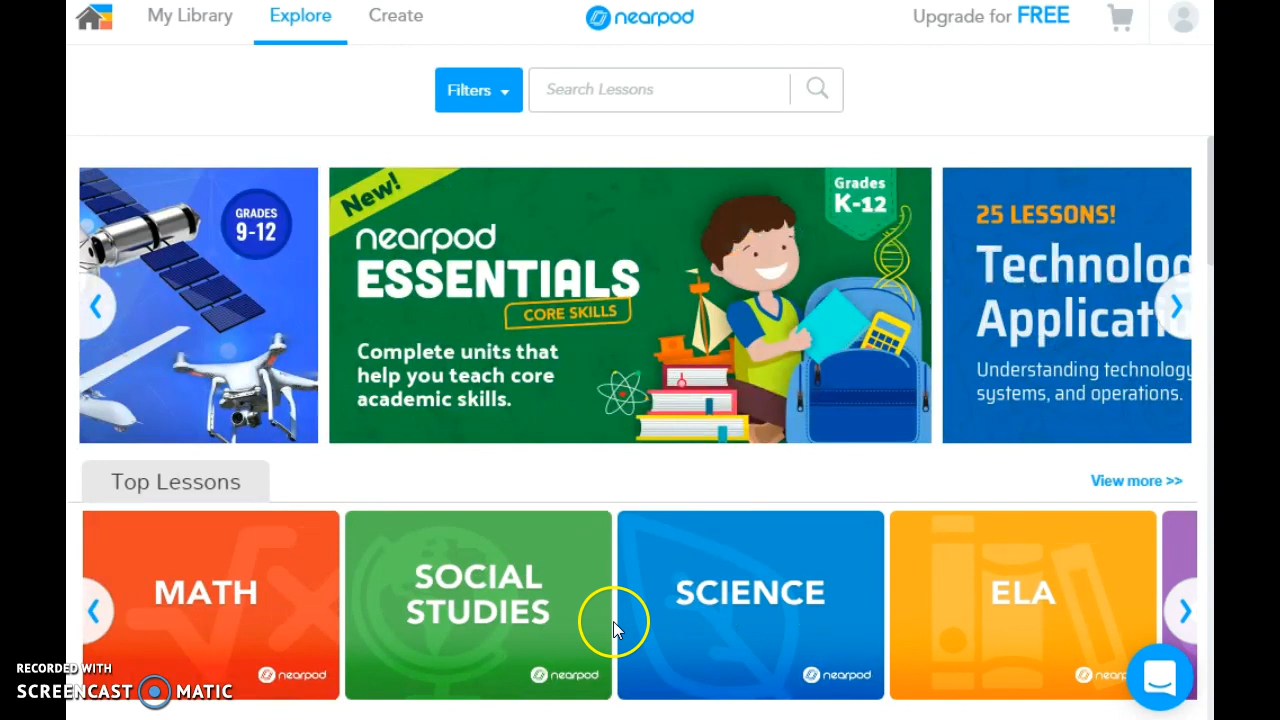 My Library
Explore
Create
nearpod
Upgrade for FREE
Filters
Search Lessons
GRADES
9-12
New!
nearpod
ESSENTIALS
CORE SKILLS
Complete units that
help you teach core
academic skills.
Grades
K-12
25 LESSONS!
Technolog
Applicati
Understanding technology
systems, and operations.
Top Lessons
View more >>
MATH
nearpod
SOCIAL
STUDIES
nearpod
SCIENCE
nearpod
ELA
nearp
RECORDED WITH
SCREENCAST MATIC